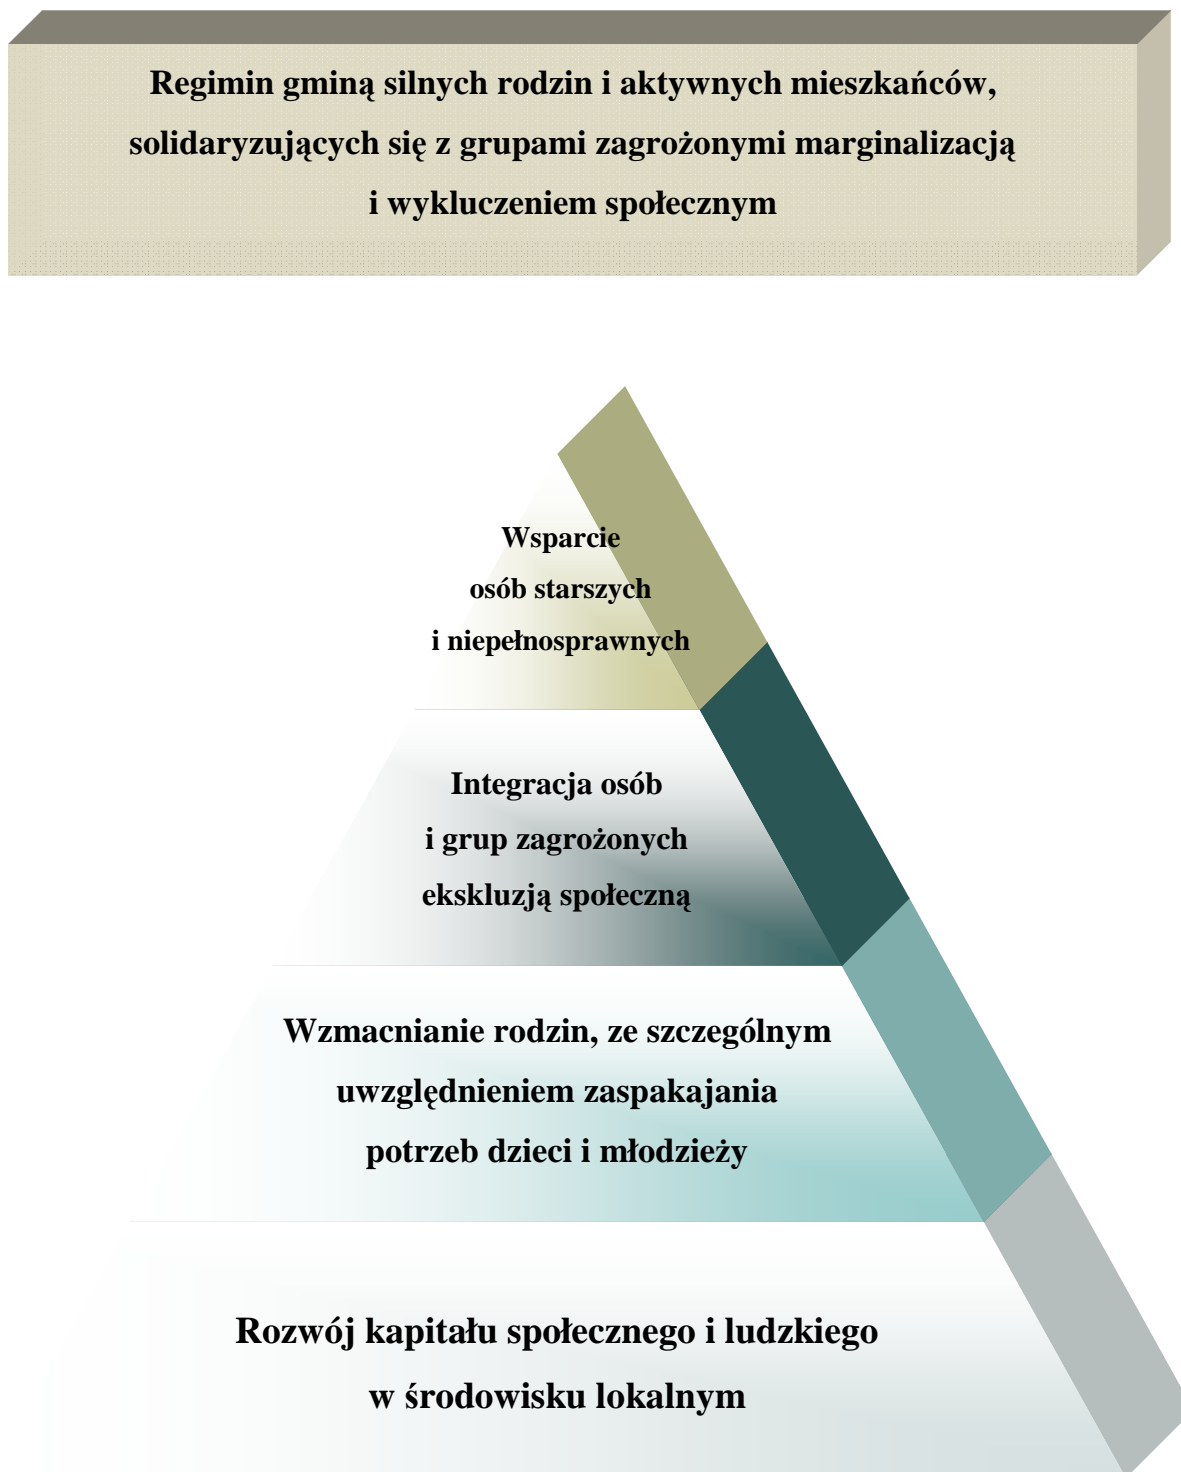 Regimin gminą silnych rodzin i aktywnych mieszkańców,
solidaryzujących się z grupami zagrożonymi marginalizacją
i wykluczeniem społecznym
Wsparcie
osób starszych
i niepełnosprawnych
Integracja osób
i grup zagrożonych
ekskluzją społeczną
Wzmacnianie rodzin, ze szczególnym
uwzględnieniem zaspakajania
potrzeb dzieci i młodzieży
Rozwój kapitału społecznego i ludzkiego
w środowisku lokalnym